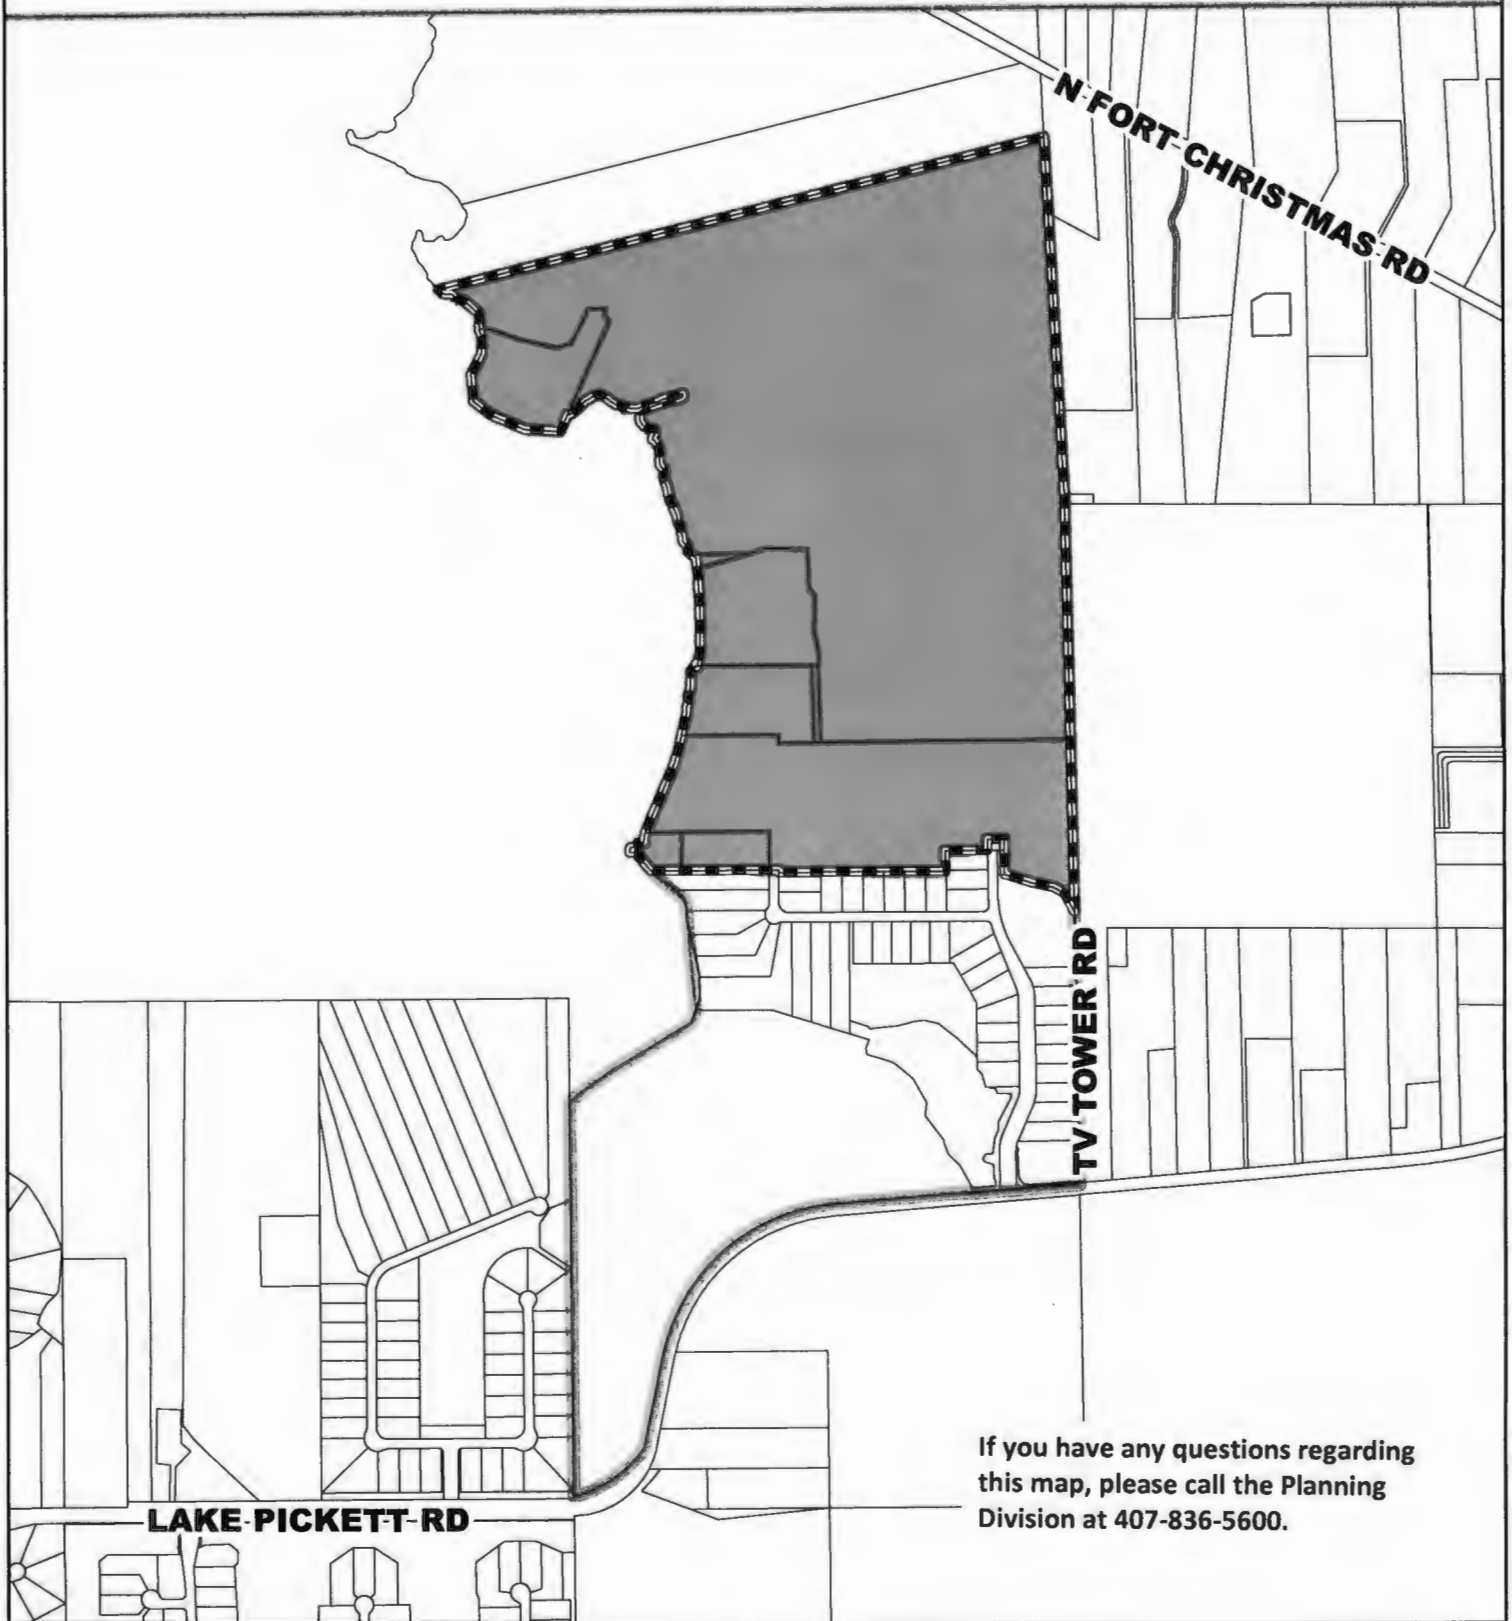 N FORT CHRISTMAS RD
TV TOWER RD
If you have any questions regarding
this map, please call the Planning
Division at 407-836-5600.
LAKE PICKETT RD